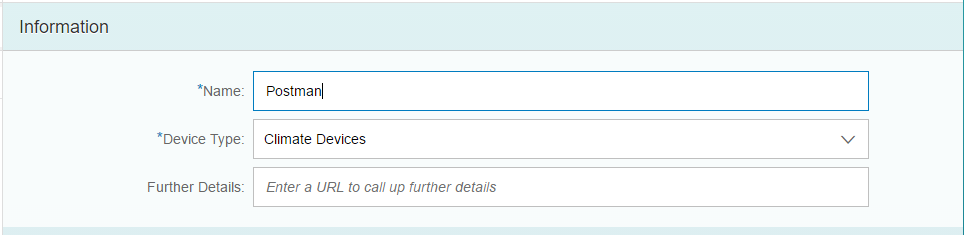 Information
*Name: Postman
*Device Type: Climate Devices
Further Details: Enter a URL to call up further details